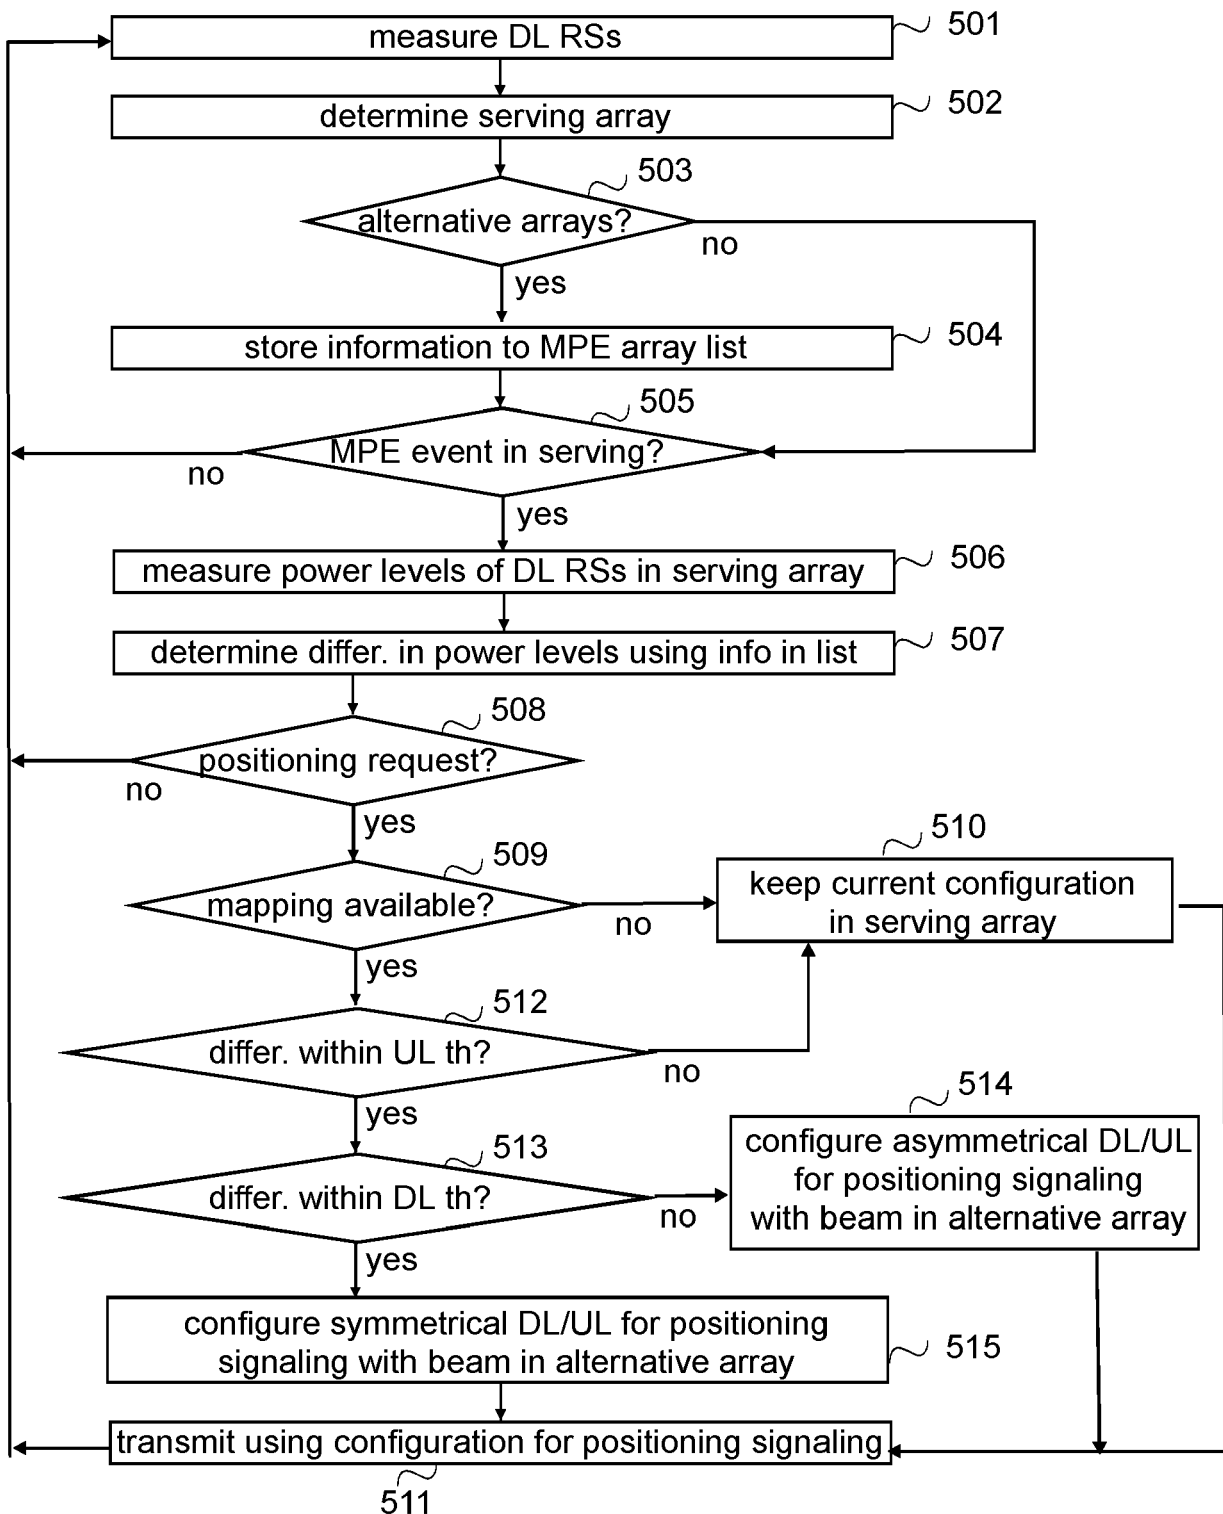 measure DL RSs
501
determine serving array
502
503
alternative arrays?
no
yes
store information to MPE array list
504
505
MPE event in serving?
no
yes
measure power levels of DL RSs in serving array
506
determine differ. in power levels using info in list
507
508
positioning request?
no
yes
509
mapping available?
no
yes
510
keep current configuration
in serving array
512
differ. within UL th?
no
yes
513
differ. within DL th?
no
yes
514
configure asymmetrical DL/UL
for positioning signaling
with beam in alternative array
configure symmetrical DL/UL for positioning
signaling with beam in alternative array
515
transmit using configuration for positioning signaling
511